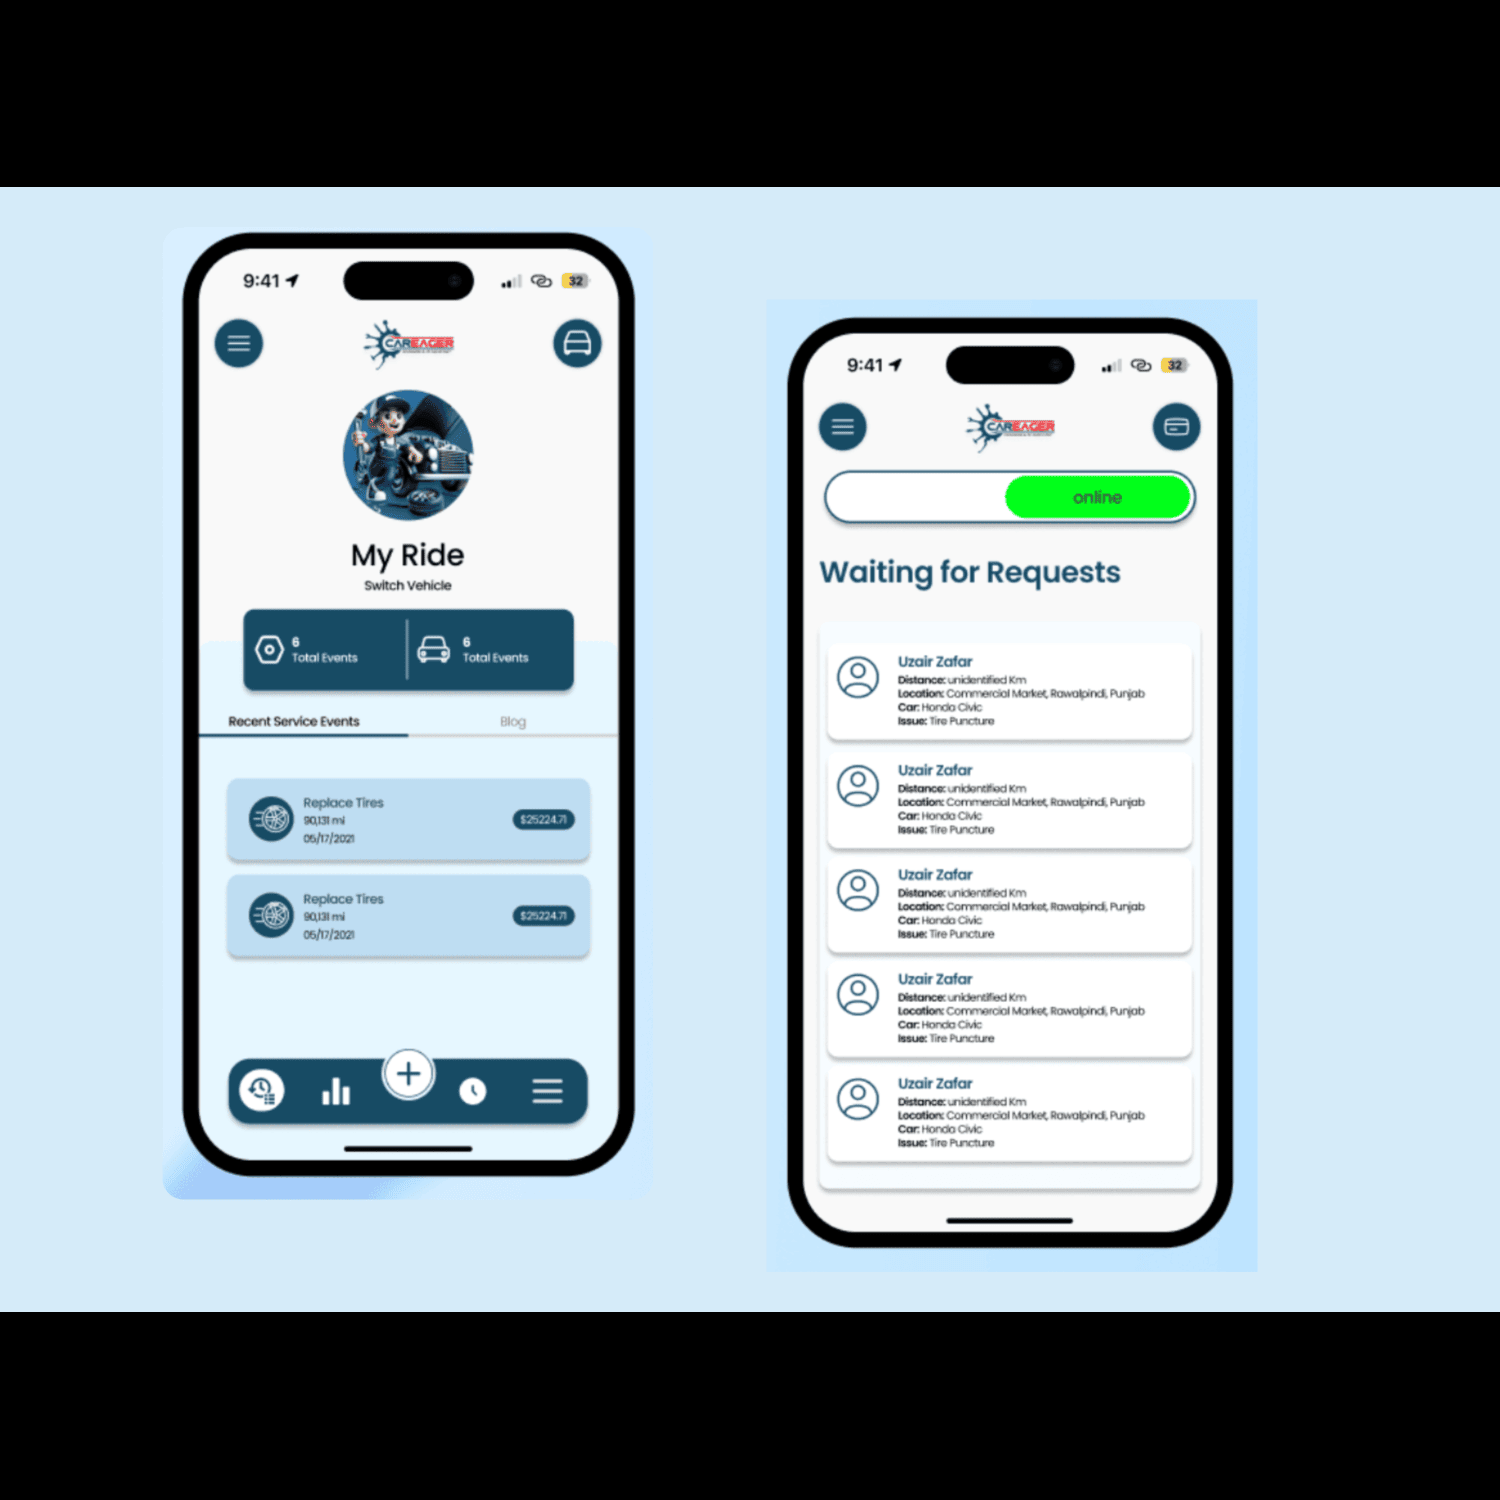 9:41
32
CAREAGER
My Ride
Switch Vehicle
6
Total Events
6
Total Events
Recent Service Events
Blog
Replace Tires
90,131 mi
05/17/2021
$25224.71
Replace Tires
90,131 mi
05/17/2021
$25224.71
9:41
32
CAREAGER
online
Waiting for Requests
Uzair Zafar
Distance: unidentified Km
Location: Commercial Market, Rawalpindi, Punjab
Car: Honda Civic
Issue: Tire Puncture
Uzair Zafar
Distance: unidentified Km
Location: Commercial Market, Rawalpindi, Punjab
Car: Honda Civic
Issue: Tire Puncture
Uzair Zafar
Distance: unidentified Km
Location: Commercial Market, Rawalpindi, Punjab
Car: Honda Civic
Issue: Tire Puncture
Uzair Zafar
Distance: unidentified Km
Location: Commercial Market, Rawalpindi, Punjab
Car: Honda Civic
Issue: Tire Puncture
Uzair Zafar
Distance: unidentified Km
Location: Commercial Market, Rawalpindi, Punjab
Car: Honda Civic
Issue: Tire Puncture